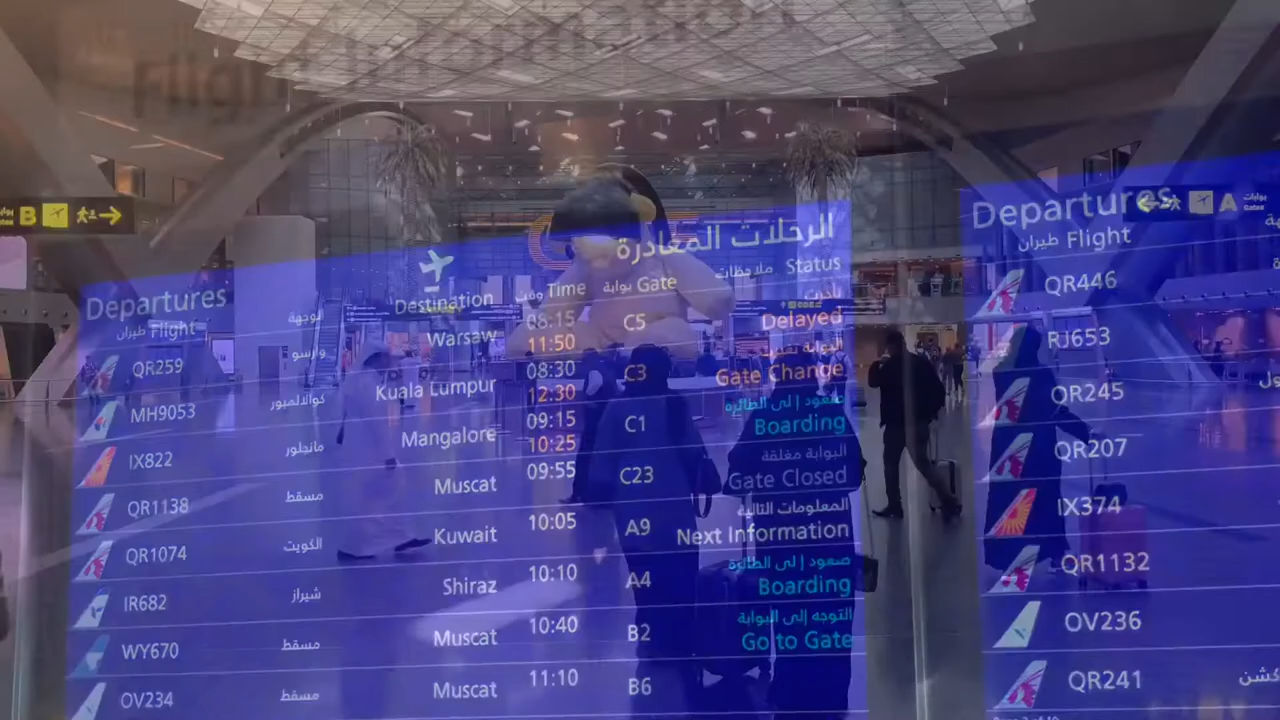 Flight Information
B
Gates
A بوابات
Gates
Departures الرحلات المغادرة
طيران Flight الوجهة Destination وقت Time بوابة Gate ملاحظات Status
QR259 وارسو Warsaw 08:15 11:50 C5 Delayed
MH9053 كوالالمبور Kuala Lumpur 08:30 12:30 C3 Gate Change
IX822 مانجلور Mangalore 09:15 10:25 C1 صعود | إلى الطائرة Boarding
QR1138 مسقط Muscat 09:55 C23 البوابة مغلقة Gate Closed
QR1074 الكويت Kuwait 10:05 A9 المعلومات التالية Next Information
IR682 شيراز Shiraz 10:10 A4 صعود | إلى الطائرة Boarding
WY670 مسقط Muscat 10:40 B2 التوجه إلى البوابة Go to Gate
OV234 مسقط Muscat 11:10 B6
Departures
طيران Flight
QR446
RJ653
QR245
QR207
IX374
QR1132
OV236
QR241